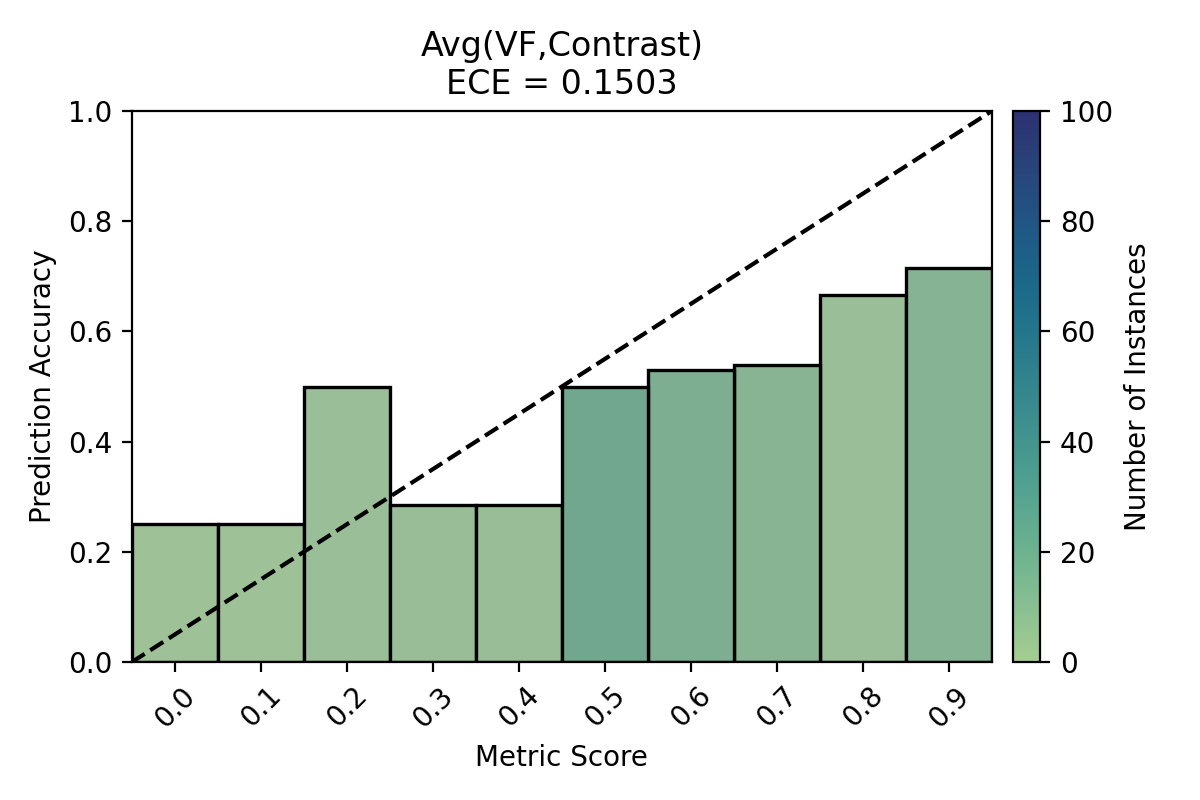 Avg(VF,Contrast)
ECE = 0.1503
Prediction Accuracy
1.0
0.8
0.6
0.4
0.2
0.0
0.0 0.1 0.2 0.3 0.4 0.5 0.6 0.7 0.8 0.9
Metric Score
100
80
60
40
20
0
Number of Instances